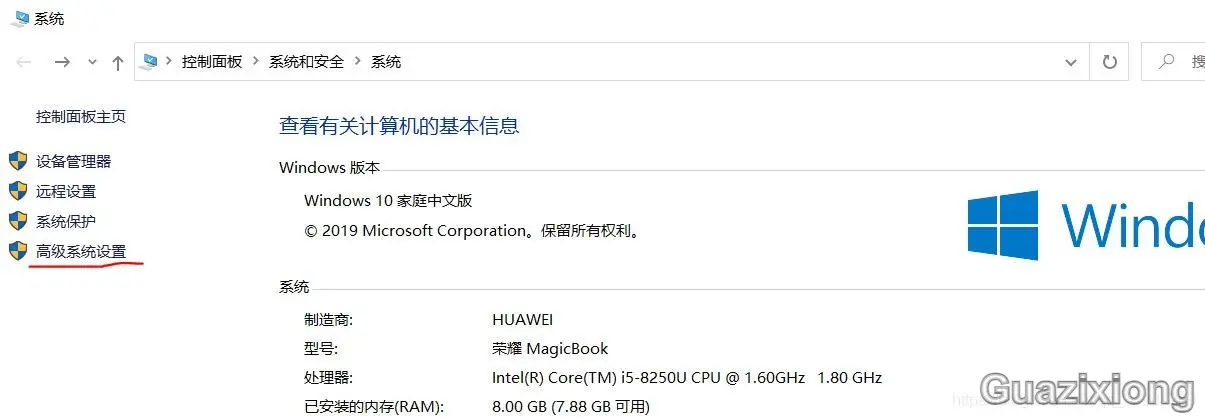 系统
控制面板 系统和安全 系统
搜
控制面板主页
设备管理器
远程设置
系统保护
高级系统设置
查看有关计算机的基本信息
Windows 版本
Windows 10 家庭中文版
© 2019 Microsoft Corporation。保留所有权利。
系统
制造商: HUAWEI
型号: 荣耀 MagicBook
处理器: Intel(R) Core(TM) i5-8250U CPU @ 1.60GHz 1.80 GHz
已安装的内存(RAM): 8.00 GB (7.88 GB 可用)
Guazixiong